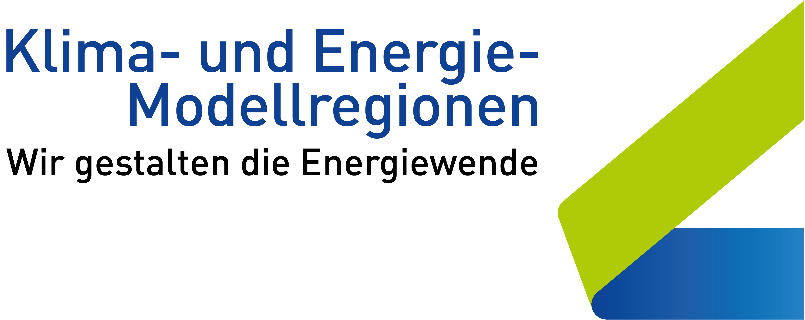 Klima- und Energie-
Modellregionen
Wir gestalten die Energiewende